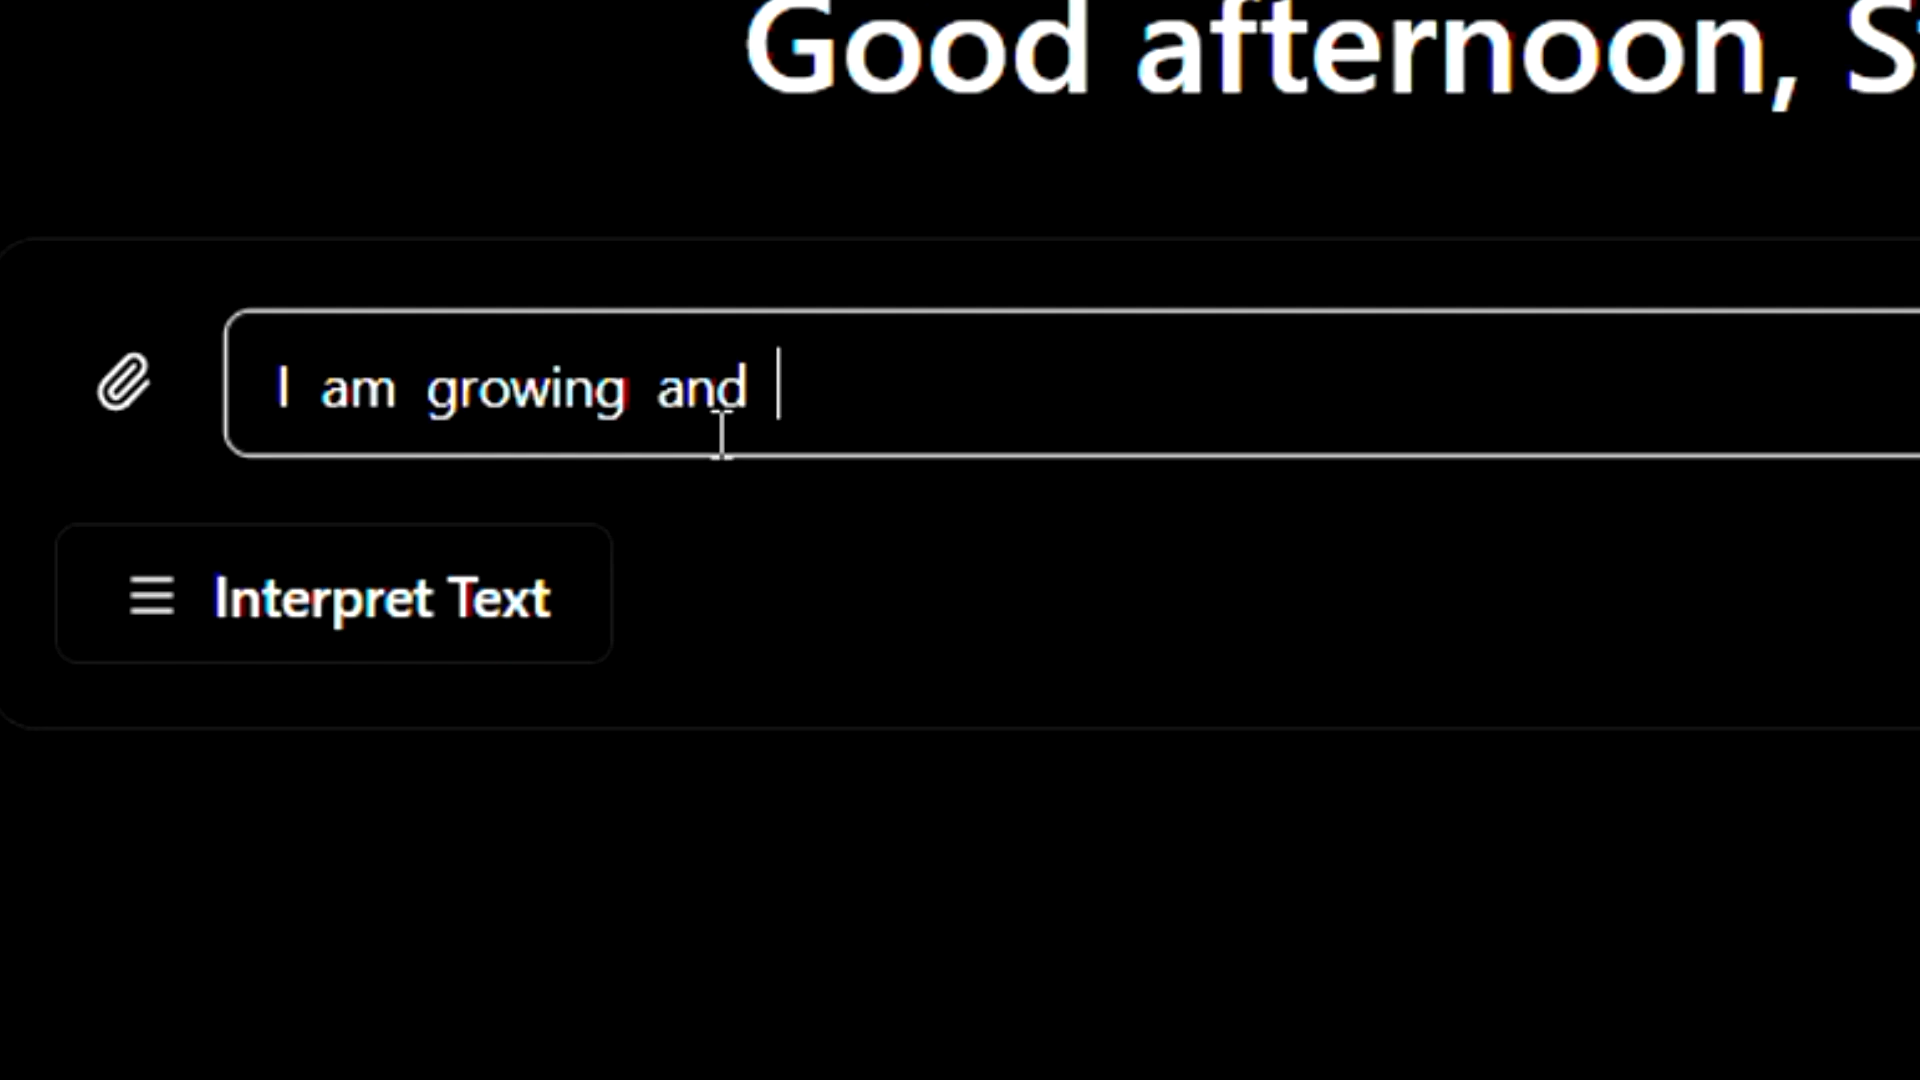 Good afternoon, S
I am growing and
Interpret Text